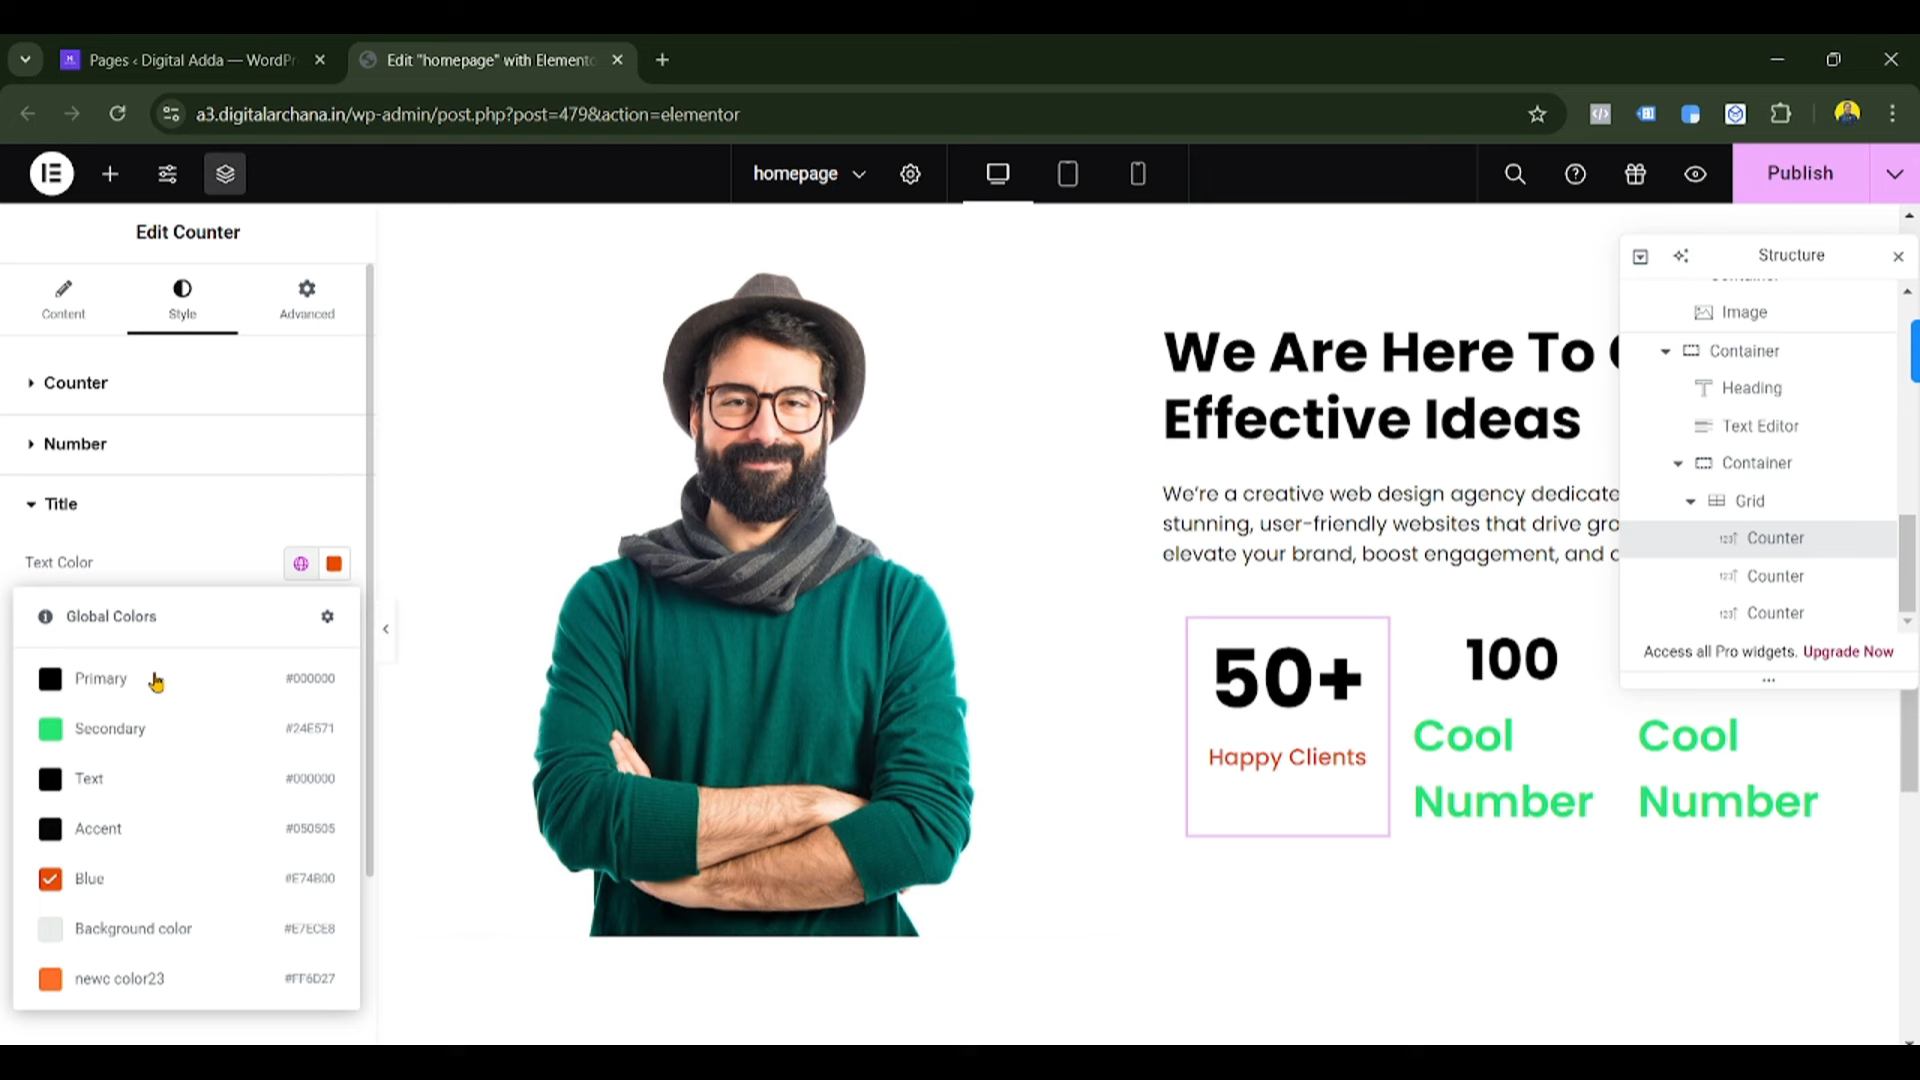 Pages ‹ Digital Adda — WordPr
Edit "homepage" with Elemento
a3.digitalarchana.in/wp-admin/post.php?post=479&action=elementor
homepage
Publish
Edit Counter
Content
Style
Advanced
Counter
Number
Title
Text Color
Global Colors
Primary #000000
Secondary #24E571
Text #000000
Accent #050505
Blue #E74B00
Background color #E7ECE8
newc color23 #FF6D27
We Are Here To
Effective Ideas
We're a creative web design agency dedicate
stunning, user-friendly websites that drive gro
elevate your brand, boost engagement, and
50+
Happy Clients
100
Cool
Number
Cool
Number
Structure
Container
Image
Container
Heading
Text Editor
Container
Grid
123 Counter
123 Counter
123 Counter
Access all Pro widgets. Upgrade Now